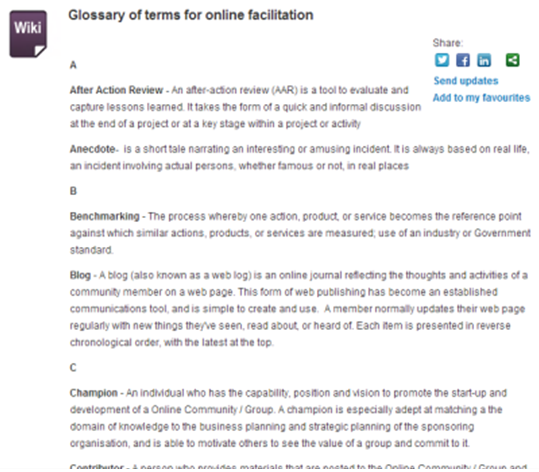 Wiki
Glossary of terms for online facilitation
Share:
Send updates
Add to my favourites
A
After Action Review - An after-action review (AAR) is a tool to evaluate and
capture lessons learned. It takes the form of a quick and informal discussion
at the end of a project or at a key stage within a project or activity
Anecdote- is a short tale narrating an interesting or amusing incident. It is always based on real life,
an incident involving actual persons, whether famous or not, in real places
B
Benchmarking - The process whereby one action, product, or service becomes the reference point
against which similar actions, products, or services are measured; use of an industry or Government
standard.
Blog - A blog (also known as a web log) is an online journal reflecting the thoughts and activities of a
community member on a web page. This form of web publishing has become an established
communications tool, and is simple to create and use. A member normally updates their web page
regularly with new things they've seen, read about, or heard of. Each item is presented in reverse
chronological order, with the latest at the top.
C
Champion - An individual who has the capability, position and vision to promote the start-up and
development of a Online Community / Group. A champion is especially adept at matching a the
domain of knowledge to the business planning and strategic planning of the sponsoring
organisation, and is able to motivate others to see the value of a group and commit to it.
Contributor - A person who provides materials that are posted to the Online Community / Group and